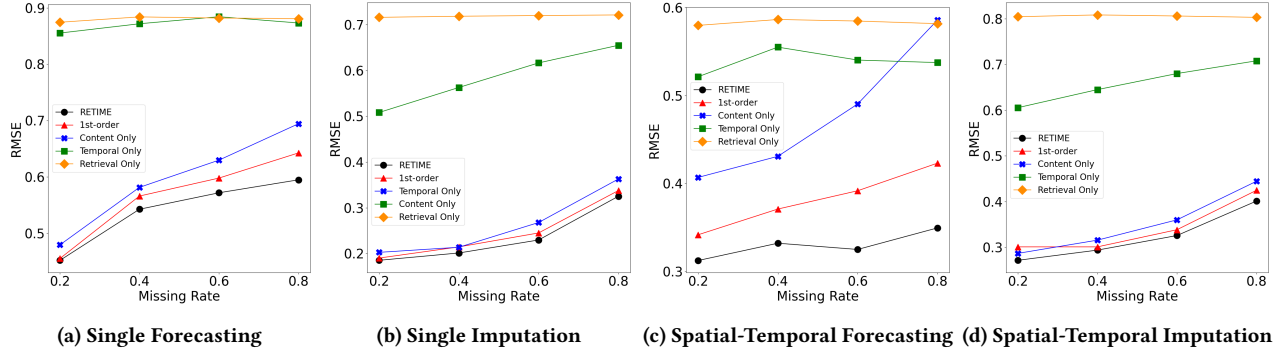 0.9
0.8
0.7
0.6
0.5
RMSE
RETIME
1st-order
Content Only
Temporal Only
Retrieval Only
0.2 0.4 0.6 0.8
Missing Rate
(a) Single Forecasting
0.7
0.6
0.5
0.4
0.3
0.2
RMSE
RETIME
1st-order
Temporal Only
Content Only
Retrieval Only
0.2 0.4 0.6 0.8
Missing Rate
(b) Single Imputation
0.6
0.5
0.4
0.3
RMSE
RETIME
1st-order
Content Only
Temporal Only
Retrieval Only
0.2 0.4 0.6 0.8
Missing Rate
(c) Spatial-Temporal Forecasting
0.8
0.7
0.6
0.5
0.4
0.3
RMSE
RETIME
1st-order
Content Only
Temporal Only
Retrieval Only
0.2 0.4 0.6 0.8
Missing Rate
(d) Spatial-Temporal Imputation